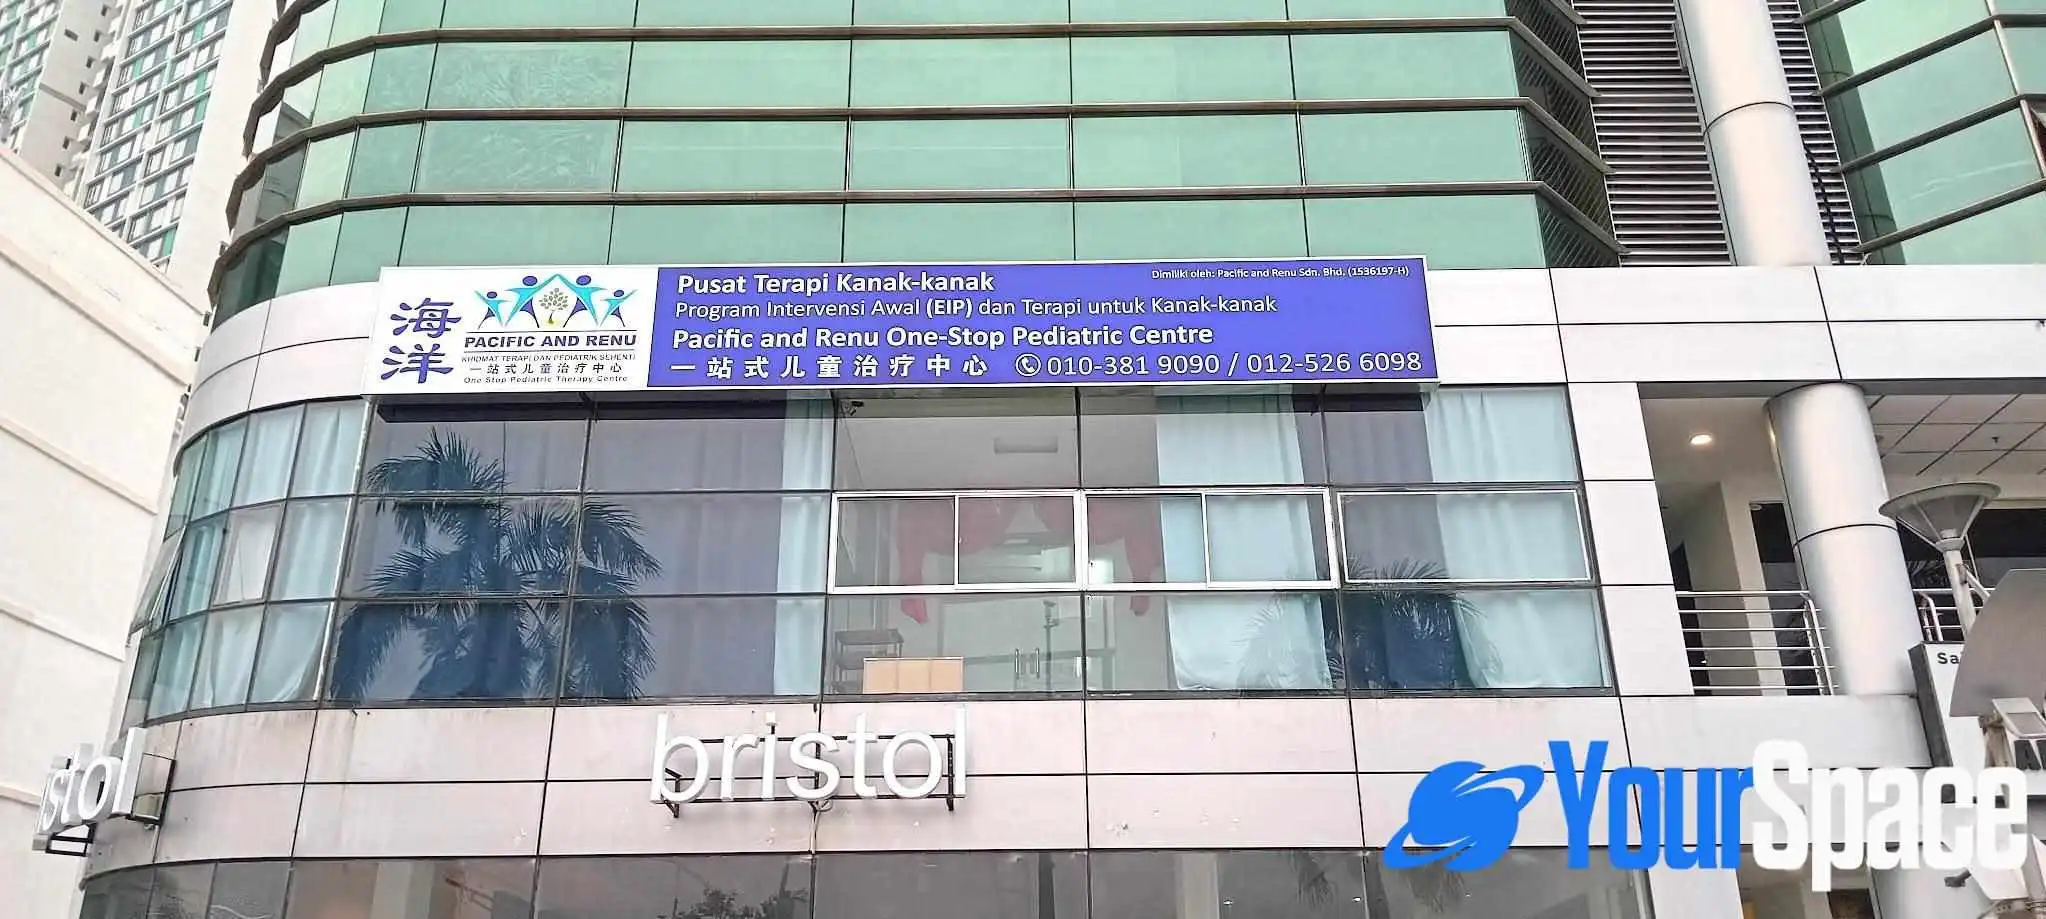 海洋
PACIFIC AND RENU
KHIDMAT TERAPI DAN PEDIATRIK SEHENTI
一站式儿童治疗中心
One Stop Pediatric Therapy Centre
Pusat Terapi Kanak-kanak
Dimiliki oleh: Pacific and Renu Sdn. Bhd. (1536197-H)
Program Intervensi Awal (EIP) dan Terapi untuk Kanak-kanak
Pacific and Renu One-Stop Pediatric Centre
一站式儿童治疗中心 010-381 9090 / 012-526 6098
bristol
stol
YourSpace